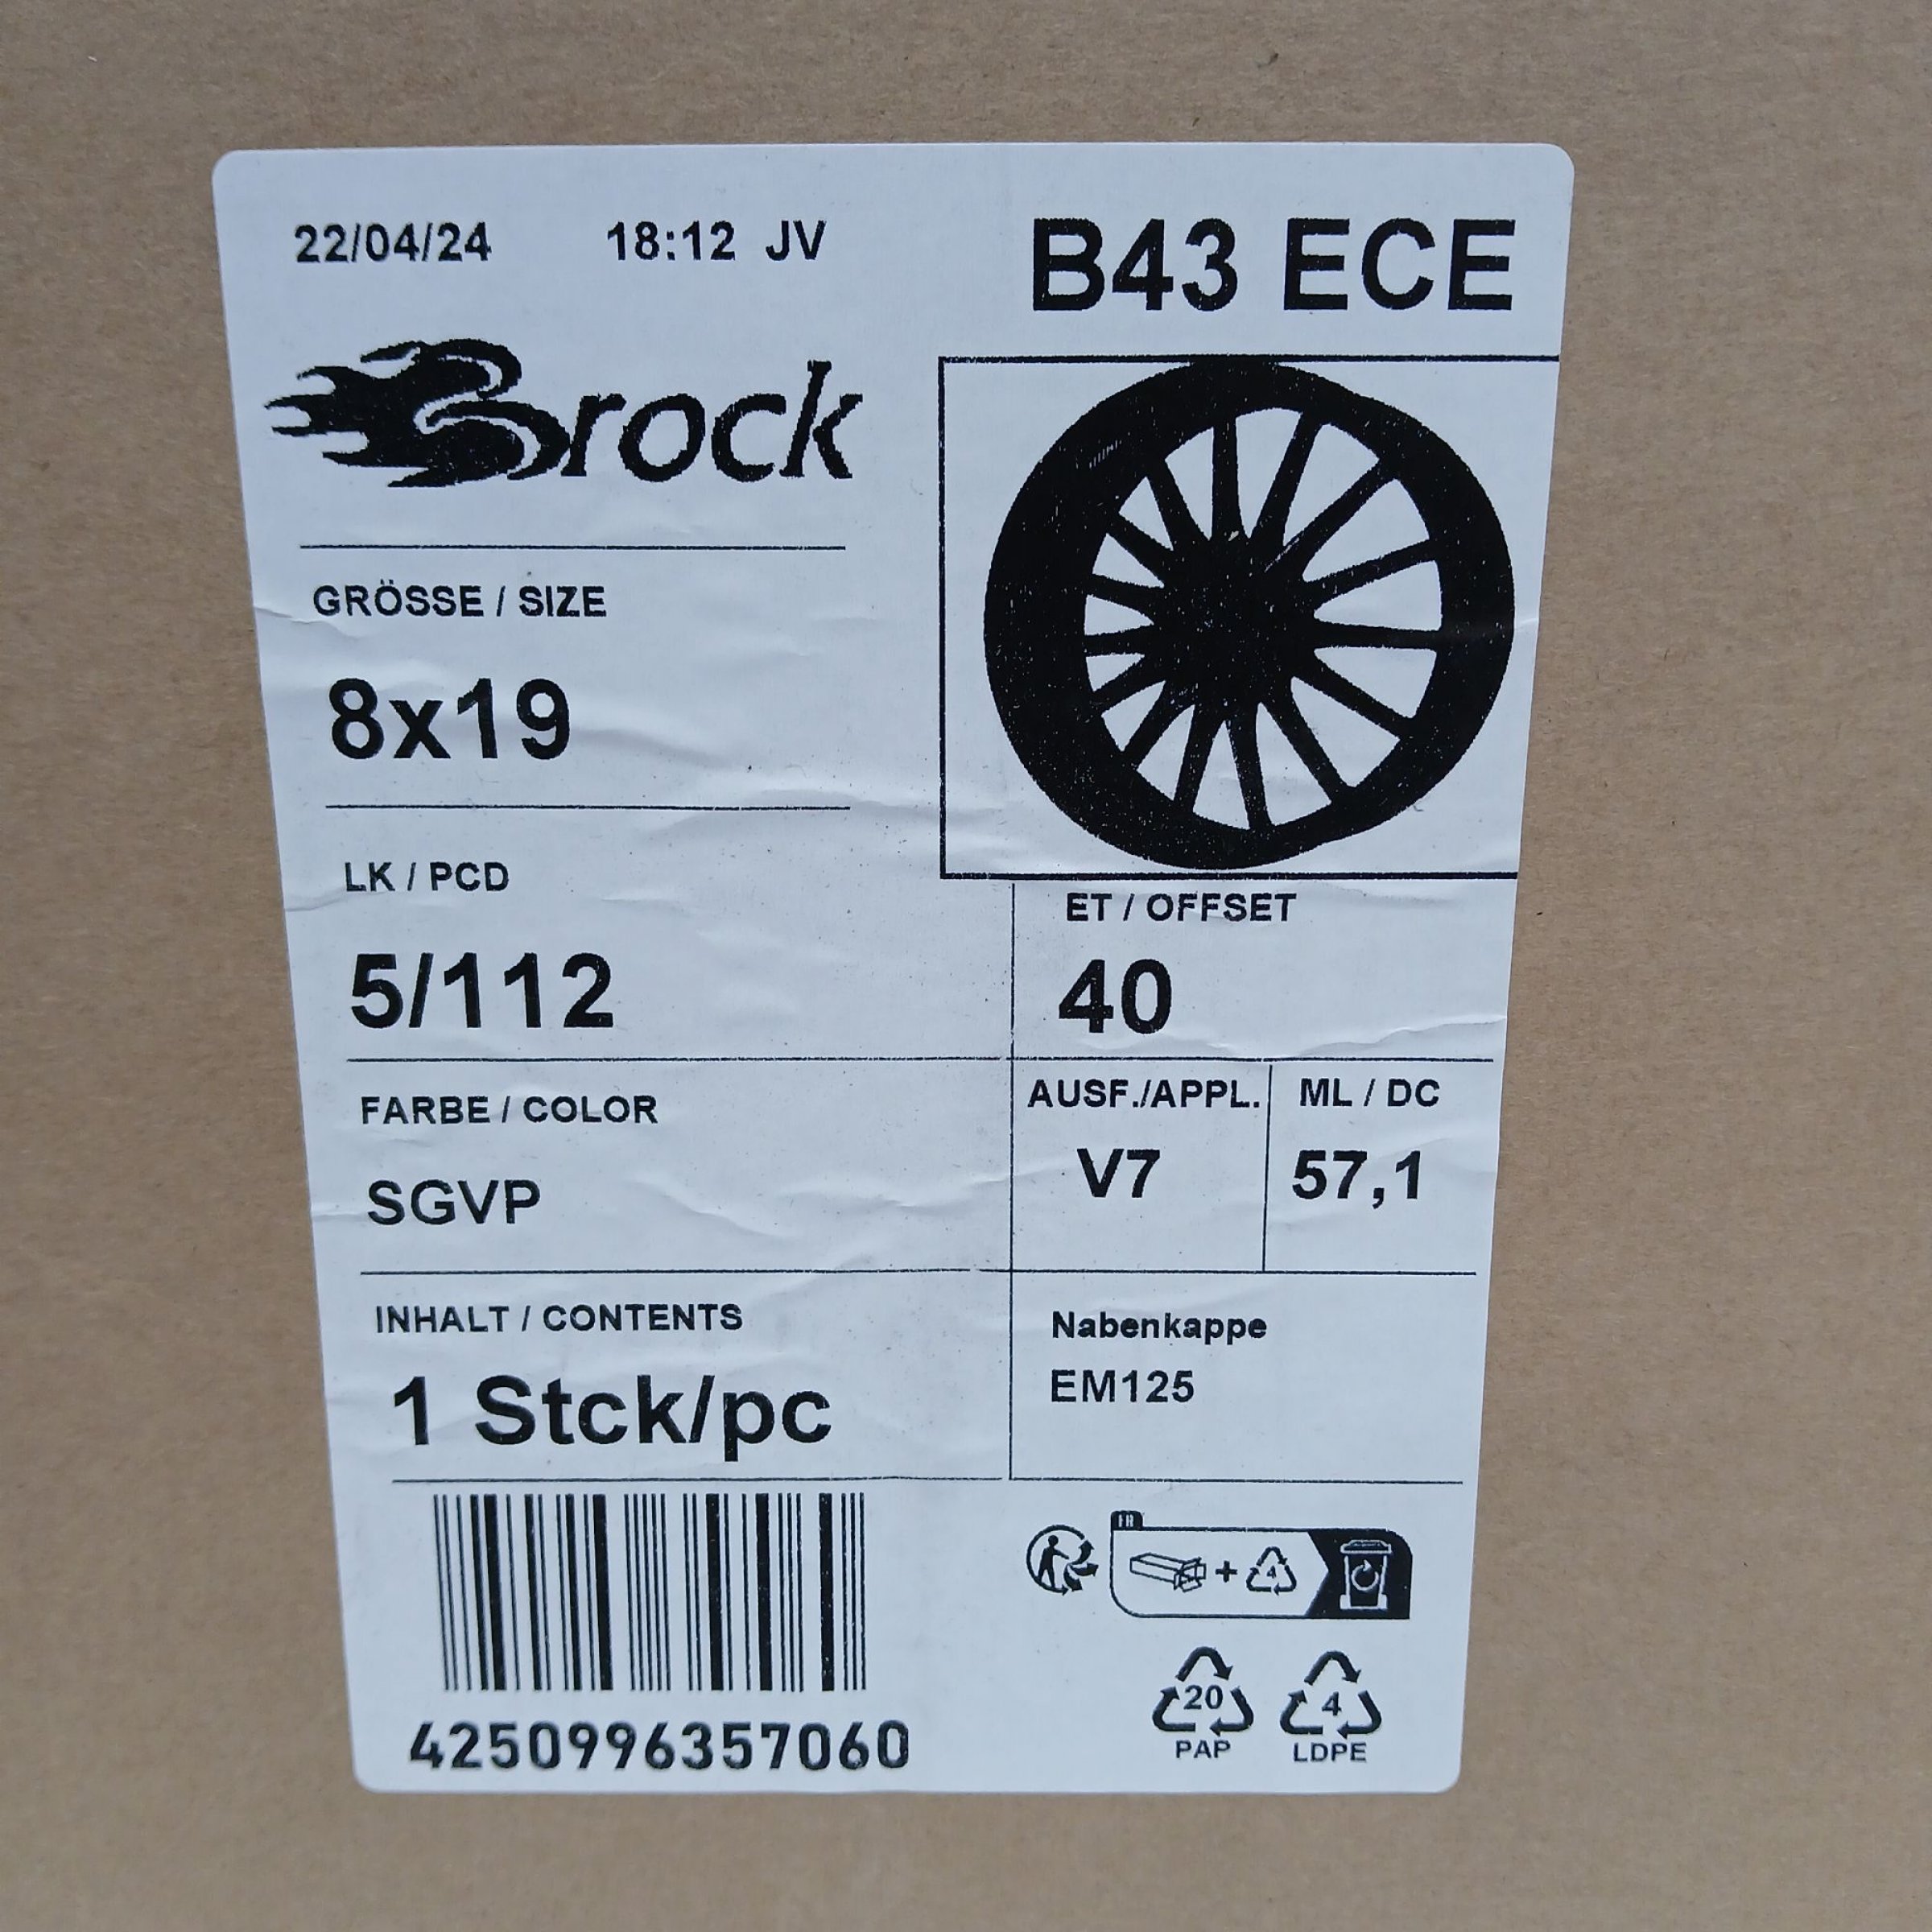 22/04/24 18:12 JV
B43 ECE
Brock
GRÖSSE / SIZE
8x19
LK / PCD
5/112
ET / OFFSET
40
FARBE / COLOR
SGVP
AUSF./APPL.
V7
ML / DC
57,1
INHALT / CONTENTS
1 Stck/pc
Nabenkappe
EM125
4250996357060
FR
+ 4
20
PAP
4
LDPE